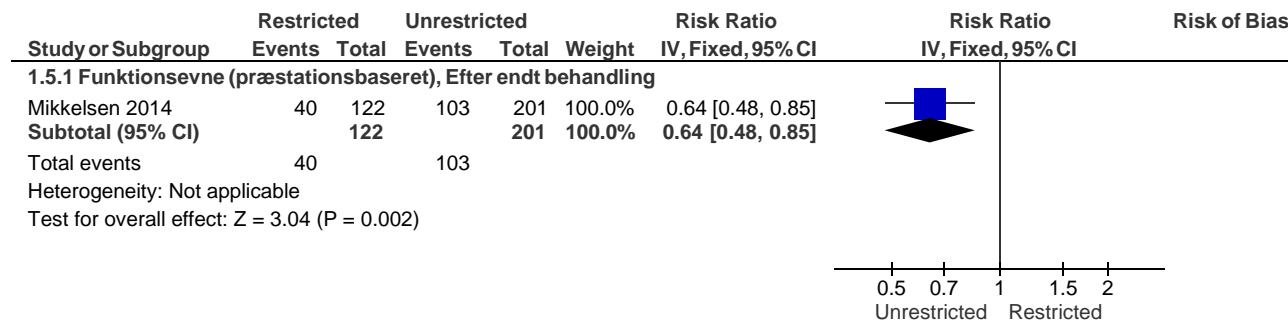 Restricted Unrestricted Risk Ratio Risk Ratio Risk of Bias
Study or Subgroup Events Total Events Total Weight IV, Fixed, 95% CI IV, Fixed, 95% CI
1.5.1 Funktionsevne (præstationsbaseret), Efter endt behandling
Mikkelsen 2014 40 122 103 201 100.0% 0.64 [0.48, 0.85]
Subtotal (95% CI) 122 201 100.0% 0.64 [0.48, 0.85]
Total events 40 103
Heterogeneity: Not applicable
Test for overall effect: Z = 3.04 (P = 0.002)
0.5 0.7 1 1.5 2
Unrestricted Restricted